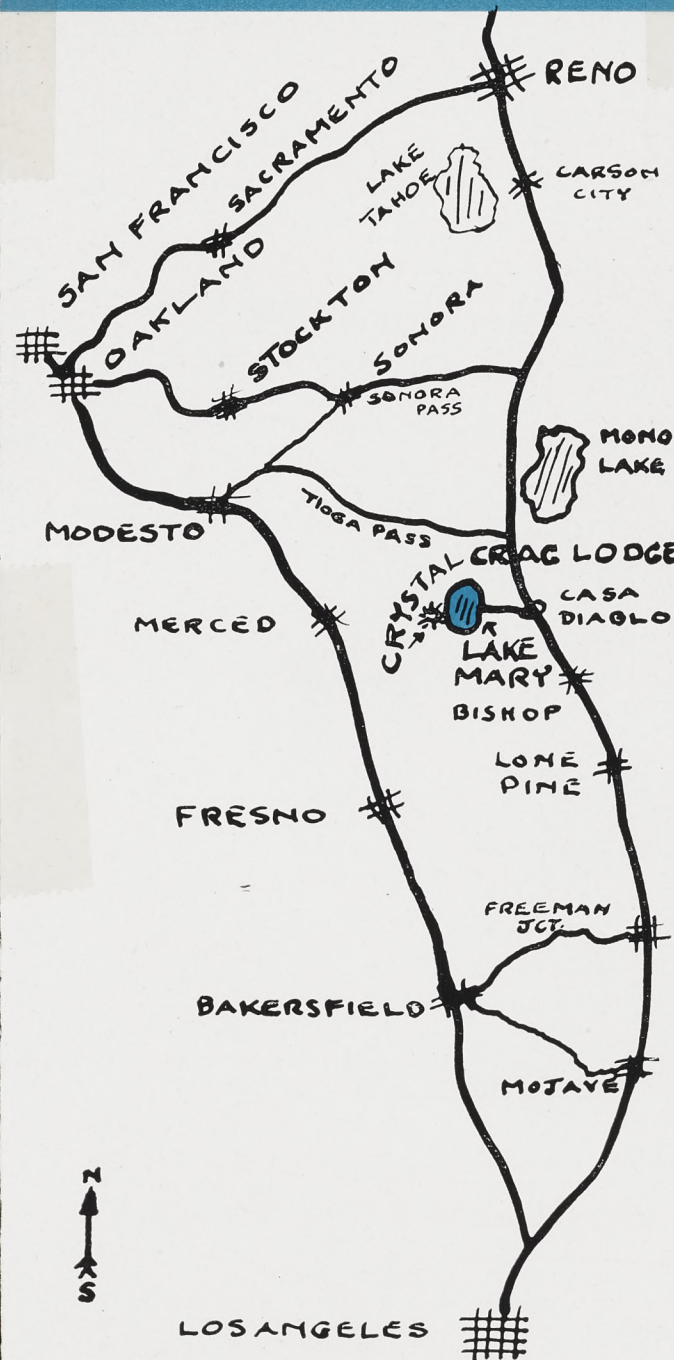 RENO
SAN FRANCISCO
SACRAMENTO
LAKE
TAHOE
CARSON
CITY
OAKLAND
STOCKTON
SONORA
SONORA
PASS
MONO
LAKE
MODESTO
TIOGA PASS
CRYSTAL CRAG LODGE
CASA
DIABLO
MERCED
LAKE
MARY
BISHOP
LONE
PINE
FRESNO
FREEMAN
JCT.
BAKERSFIELD
MOJAVE
N
S
LOS ANGELES